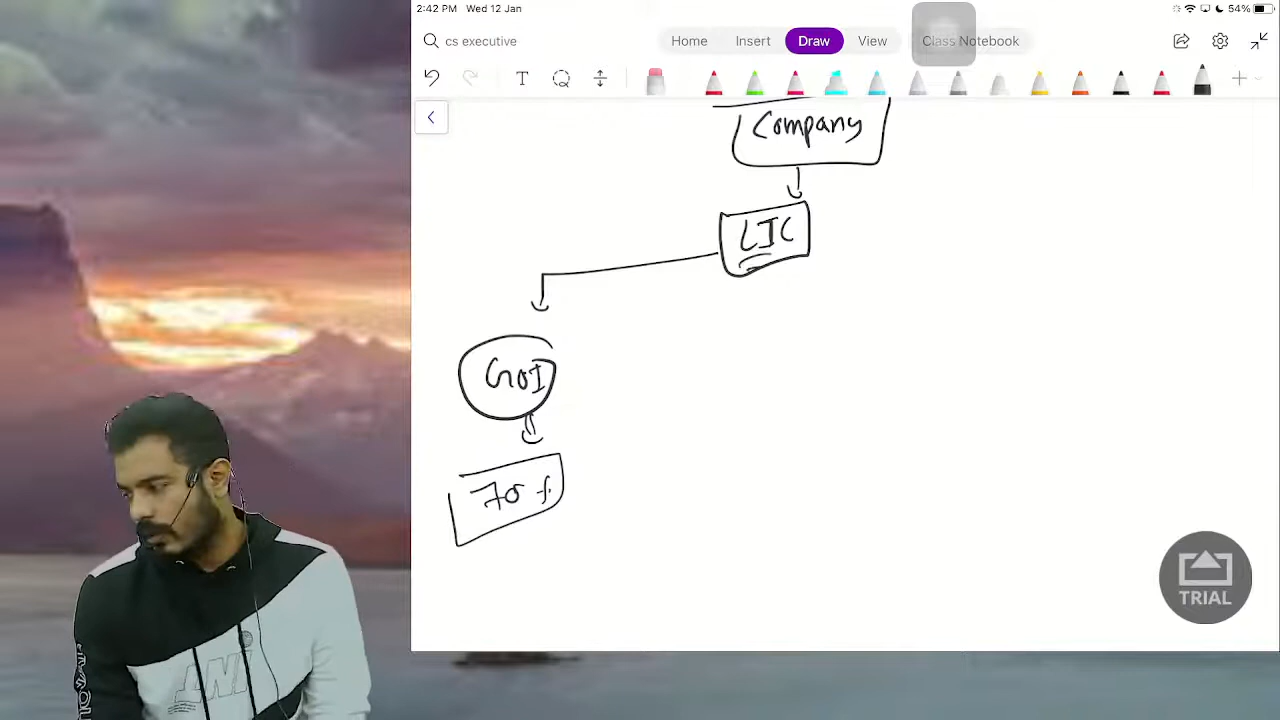 2:42 PM Wed 12 Jan
54%
cs executive
Home Insert Draw View Class Notebook
T
Company
LIC
GOI
70 %
TRIAL